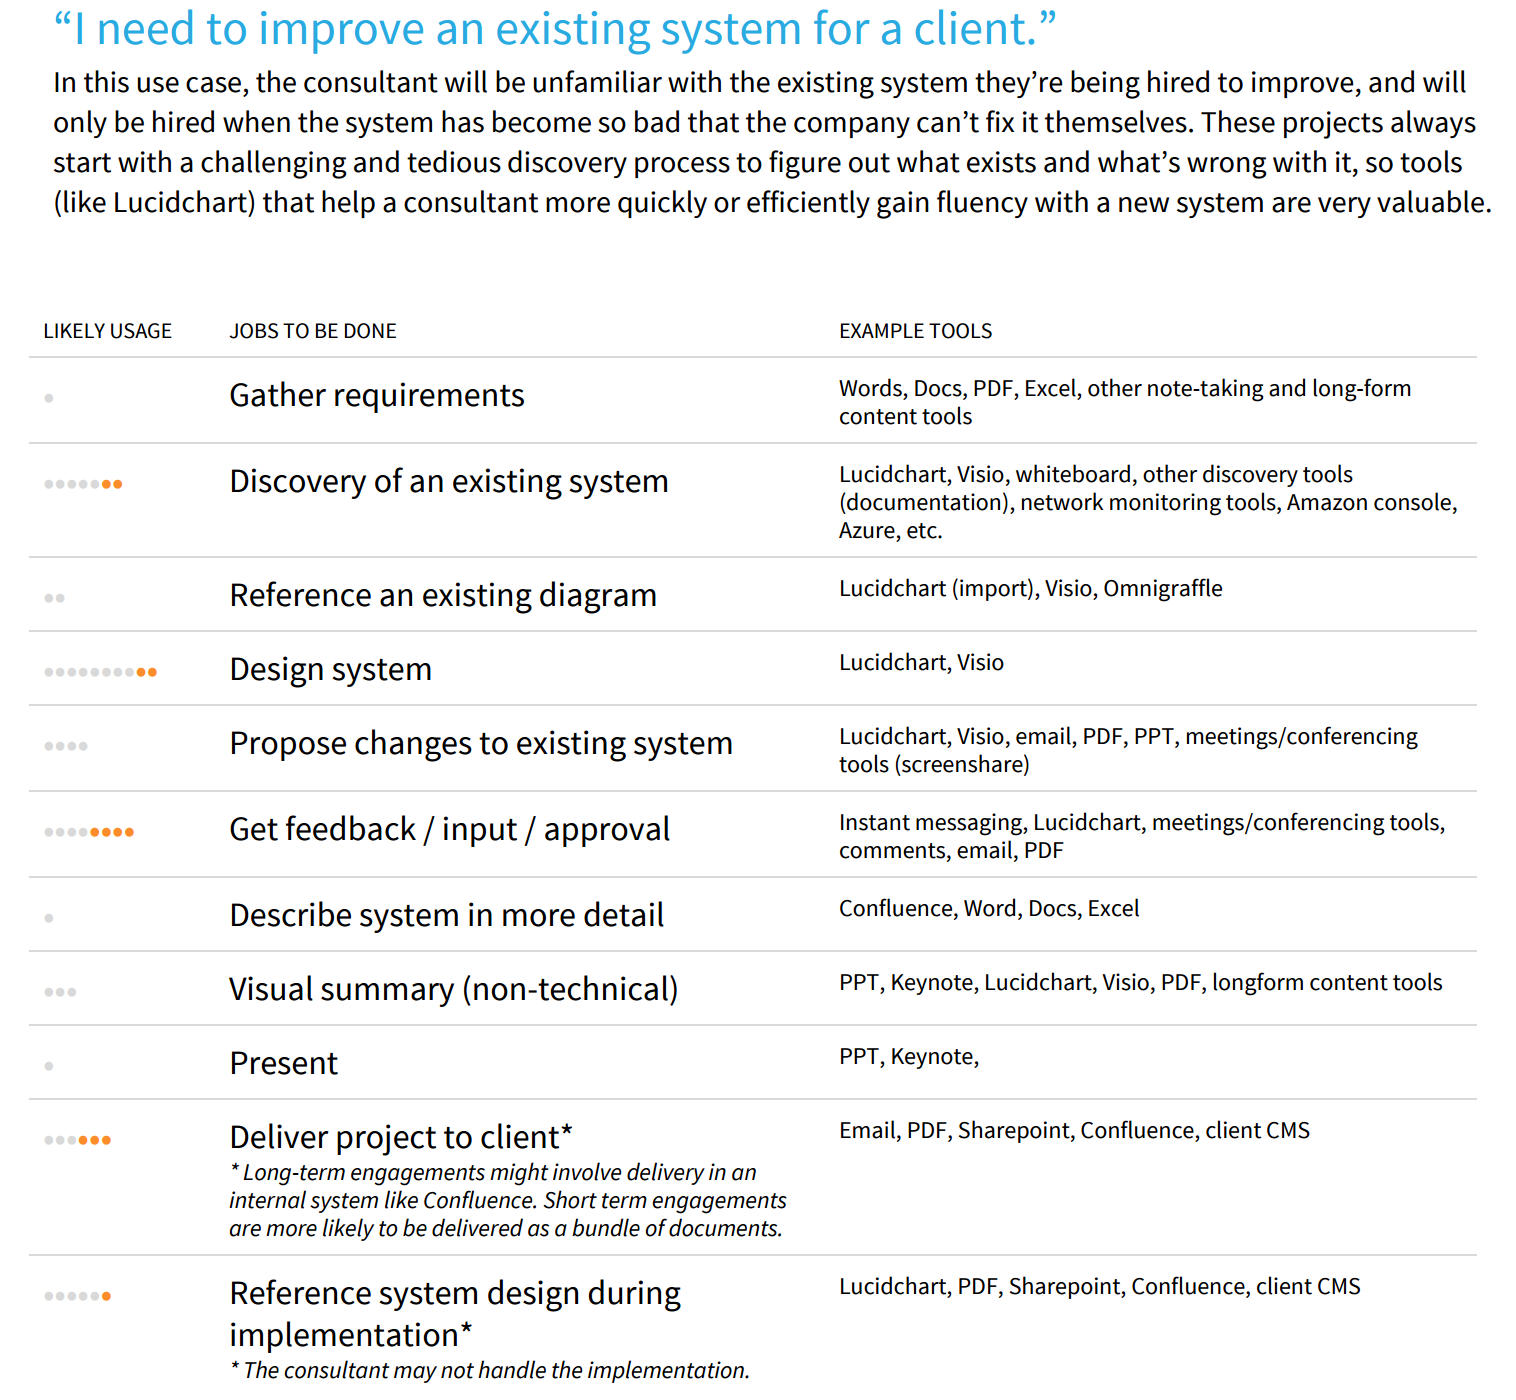 “I need to improve an existing system for a client.”
In this use case, the consultant will be unfamiliar with the existing system they’re being hired to improve, and will
only be hired when the system has become so bad that the company can’t fix it themselves. These projects always
start with a challenging and tedious discovery process to figure out what exists and what’s wrong with it, so tools
(like Lucidchart) that help a consultant more quickly or efficiently gain fluency with a new system are very valuable.
LIKELY USAGE JOBS TO BE DONE EXAMPLE TOOLS
Gather requirements
Words, Docs, PDF, Excel, other note-taking and long-form
content tools
Discovery of an existing system
Lucidchart, Visio, whiteboard, other discovery tools
(documentation), network monitoring tools, Amazon console,
Azure, etc.
Reference an existing diagram
Lucidchart (import), Visio, Omnigraffle
Design system
Lucidchart, Visio
Propose changes to existing system
Lucidchart, Visio, email, PDF, PPT, meetings/conferencing
tools (screenshare)
Get feedback / input / approval
Instant messaging, Lucidchart, meetings/conferencing tools,
comments, email, PDF
Describe system in more detail
Confluence, Word, Docs, Excel
Visual summary (non-technical)
PPT, Keynote, Lucidchart, Visio, PDF, longform content tools
Present
PPT, Keynote,
Deliver project to client*
* Long-term engagements might involve delivery in an
internal system like Confluence. Short term engagements
are more likely to be delivered as a bundle of documents.
Email, PDF, Sharepoint, Confluence, client CMS
Reference system design during
implementation*
* The consultant may not handle the implementation.
Lucidchart, PDF, Sharepoint, Confluence, client CMS